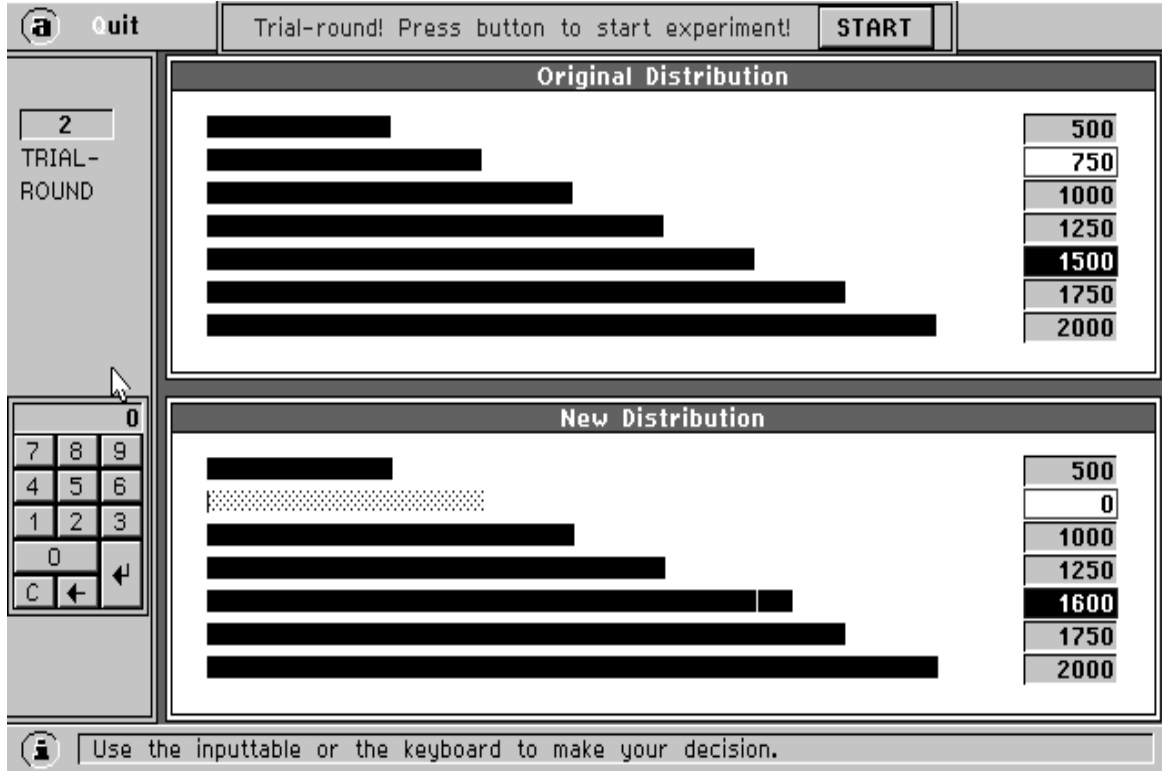 a Quit
Trial-round! Press button to start experiment! START
Original Distribution
2
TRIAL-
ROUND
500
750
1000
1250
1500
1750
2000
0
7 8 9
4 5 6
1 2 3
0
C ←
↵
New Distribution
500
0
1000
1250
1600
1750
2000
i Use the inputtable or the keyboard to make your decision.